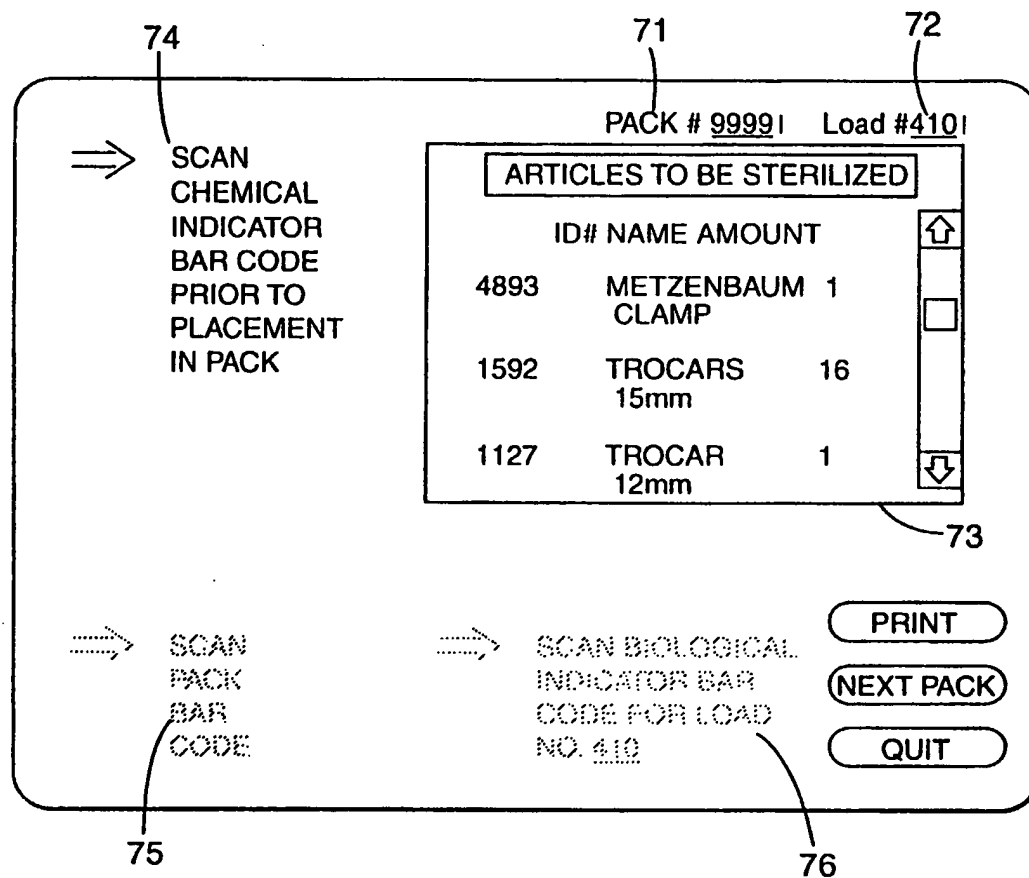 74
71
72
PACK # 9999 Load #410
SCAN
CHEMICAL
INDICATOR
BAR CODE
PRIOR TO
PLACEMENT
IN PACK
ARTICLES TO BE STERILIZED
ID# NAME AMOUNT
4893 METZENBAUM 1
CLAMP
1592 TROCARS 16
15mm
1127 TROCAR 1
12mm
73
SCAN
PACK
BAR
CODE
SCAN BIOLOGICAL
INDICATOR BAR
CODE FOR LOAD
NO. 410
PRINT
NEXT PACK
QUIT
75
76